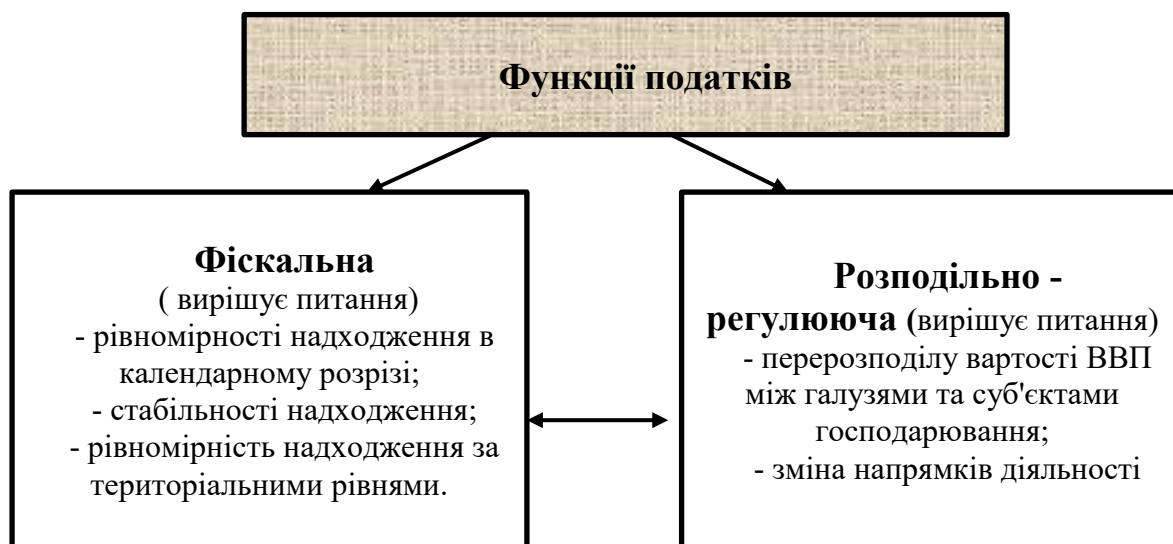 Функції податків
Фіскальна
( вирішує питання)
- рівномірності надходження в
календарному розрізі;
- стабільності надходження;
- рівномірність надходження за
територіальними рівнями.
Розподільно -
регулююча (вирішує питання)
- перерозподілу вартості ВВП
між галузями та суб'єктами
господарювання;
- зміна напрямків діяльності